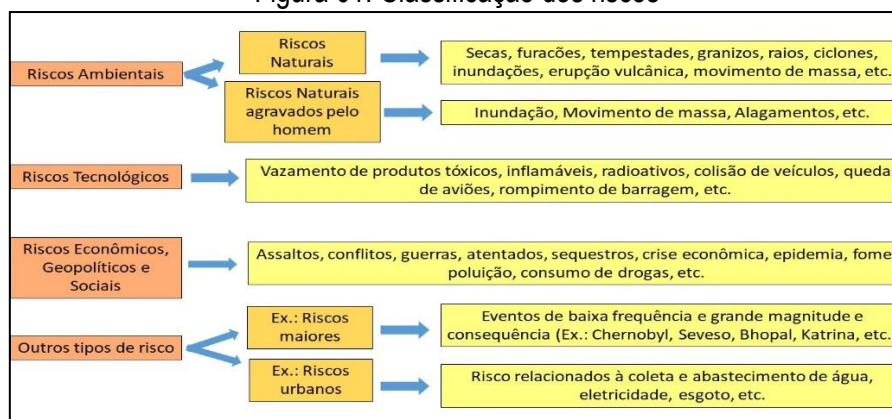 Figura 01: Classificação dos riscos
Riscos Ambientais
Riscos
Naturais
Secas, furacões, tempestades, granizos, raios, ciclones,
inundações, erupção vulcânica, movimento de massa, etc.
Riscos Naturais
agravados pelo
homem
Inundação, Movimento de massa, Alagamentos, etc.
Riscos Tecnológicos
Vazamento de produtos tóxicos, inflamáveis, radioativos, colisão de veículos, queda
de aviões, rompimento de barragem, etc.
Riscos Econômicos,
Geopolíticos e
Sociais
Assaltos, conflitos, guerras, atentados, sequestros, crise econômica, epidemia, fome
poluição, consumo de drogas, etc.
Outros tipos de risco
Ex.: Riscos
maiores
Eventos de baixa frequência e grande magnitude e
consequência (Ex.: Chernobyl, Seveso, Bhopal, Katrina, etc.
Ex.: Riscos
urbanos
Risco relacionados à coleta e abastecimento de água,
eletricidade, esgoto, etc.